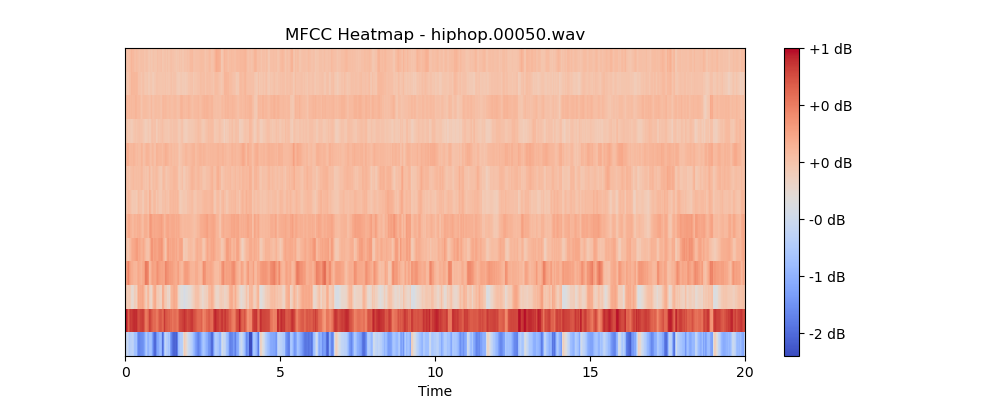 MFCC Heatmap - hiphop.00050.wav
+1 dB
+0 dB
+0 dB
-0 dB
-1 dB
-2 dB
0 5 10 15 20
Time